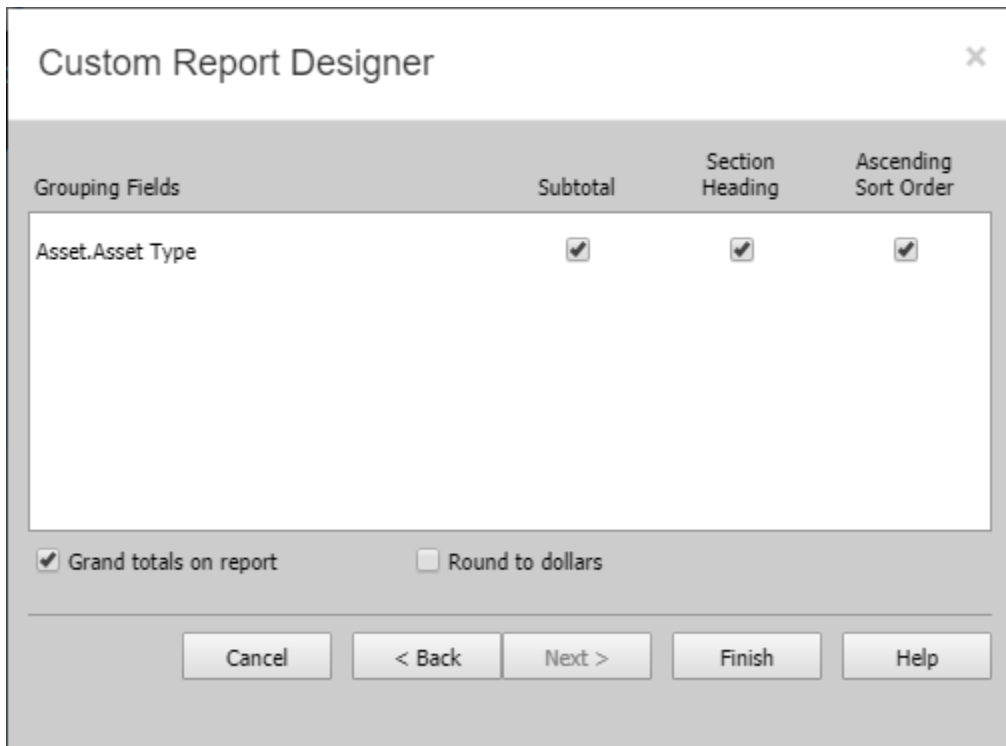 Custom Report Designer
Grouping Fields
Subtotal
Section
Heading
Ascending
Sort Order
Asset.Asset Type
Grand totals on report
Round to dollars
Cancel
< Back
Next >
Finish
Help